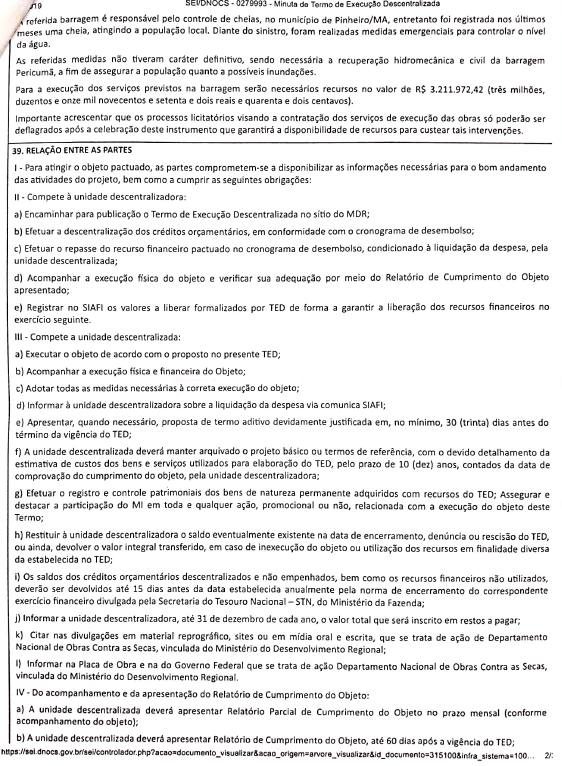 /19 SEI/DNOCS - 0279993 - Minuta de Termo de Execução Descentralizada
referida barragem é responsável pelo controle de cheias, no município de Pinheiro/MA, entretanto foi registrada nos últimos
meses uma cheia, atingindo a população local. Diante do sinistro, foram realizadas medidas emergenciais para controlar o nível
da água.
As referidas medidas não tiveram caráter definitivo, sendo necessária a recuperação hidromecânica e civil da barragem
Pericumã, a fim de assegurar a população quanto a possíveis inundações.
Para a execução dos serviços previstos na barragem serão necessários recursos no valor de R$ 3.211.972,42 (três milhões,
duzentos e onze mil novecentos e setenta e dois reais e quarenta e dois centavos).
Importante acrescentar que os processos licitatórios visando a contratação dos serviços de execução das obras só poderão ser
deflagrados após a celebração deste instrumento que garantirá a disponibilidade de recursos para custear tais intervenções.
39. RELAÇÃO ENTRE AS PARTES
I - Para atingir o objeto pactuado, as partes comprometem-se a disponibilizar as informações necessárias para o bom andamento
das atividades do projeto, bem como a cumprir as seguintes obrigações:
II - Compete à unidade descentralizadora:
a) Encaminhar para publicação o Termo de Execução Descentralizada no sítio do MDR;
b) Efetuar a descentralização dos créditos orçamentários, em conformidade com o cronograma de desembolso;
c) Efetuar o repasse do recurso financeiro pactuado no cronograma de desembolso, condicionado à liquidação da despesa, pela
unidade descentralizada;
d) Acompanhar a execução física do objeto e verificar sua adequação por meio do Relatório de Cumprimento do Objeto
apresentado;
e) Registrar no SIAFI os valores a liberar formalizados por TED de forma a garantir a liberação dos recursos financeiros no
exercício seguinte.
III - Compete a unidade descentralizada:
a) Executar o objeto de acordo com o proposto no presente TED;
b) Acompanhar a execução física e financeira do Objeto;
c) Adotar todas as medidas necessárias à correta execução do objeto;
d) Informar à unidade descentralizadora sobre a liquidação da despesa via comunica SIAFI;
e) Apresentar, quando necessário, proposta de termo aditivo devidamente justificada em, no mínimo, 30 (trinta) dias antes do
término da vigência do TED;
f) A unidade descentralizada deverá manter arquivado o projeto básico ou termos de referência, com o devido detalhamento da
estimativa de custos dos bens e serviços utilizados para elaboração do TED, pelo prazo de 10 (dez) anos, contados da data de
comprovação do cumprimento do objeto, pela unidade descentralizadora;
g) Efetuar o registro e controle patrimoniais dos bens de natureza permanente adquiridos com recursos do TED; Assegurar e
destacar a participação do MI em toda e qualquer ação, promocional ou não, relacionada com a execução do objeto deste
Termo;
h) Restituir à unidade descentralizadora o saldo eventualmente existente na data de encerramento, denúncia ou rescisão do TED,
ou ainda, devolver o valor integral transferido, em caso de inexecução do objeto ou utilização dos recursos em finalidade diversa
da estabelecida no TED;
i) Os saldos dos créditos orçamentários descentralizados e não empenhados, bem como os recursos financeiros não utilizados,
deverão ser devolvidos até 15 dias antes da data estabelecida anualmente pela norma de encerramento do correspondente
exercício financeiro divulgada pela Secretaria do Tesouro Nacional – STN, do Ministério da Fazenda;
j) Informar a unidade descentralizadora, até 31 de dezembro de cada ano, o valor total que será inscrito em restos a pagar;
k) Citar nas divulgações em material reprográfico, sites ou em mídia oral e escrita, que se trata de ação de Departamento
Nacional de Obras Contra as Secas, vinculada do Ministério do Desenvolvimento Regional;
l) Informar na Placa de Obra e na do Governo Federal que se trata de ação Departamento Nacional de Obras Contra as Secas,
vinculada do Ministério do Desenvolvimento Regional.
IV - Do acompanhamento e da apresentação do Relatório de Cumprimento do Objeto:
a) A unidade descentralizada deverá apresentar Relatório Parcial de Cumprimento do Objeto no prazo mensal (conforme
acompanhamento do objeto);
b) A unidade descentralizada deverá apresentar Relatório de Cumprimento do Objeto, até 60 dias após a vigência do TED;
https://sei.dnocs.gov.br/sei/controlador.php?acao=documento_visualizar&acao_origem=arvore_visualizar&id_documento=315100&infra_sistema=100... 2/